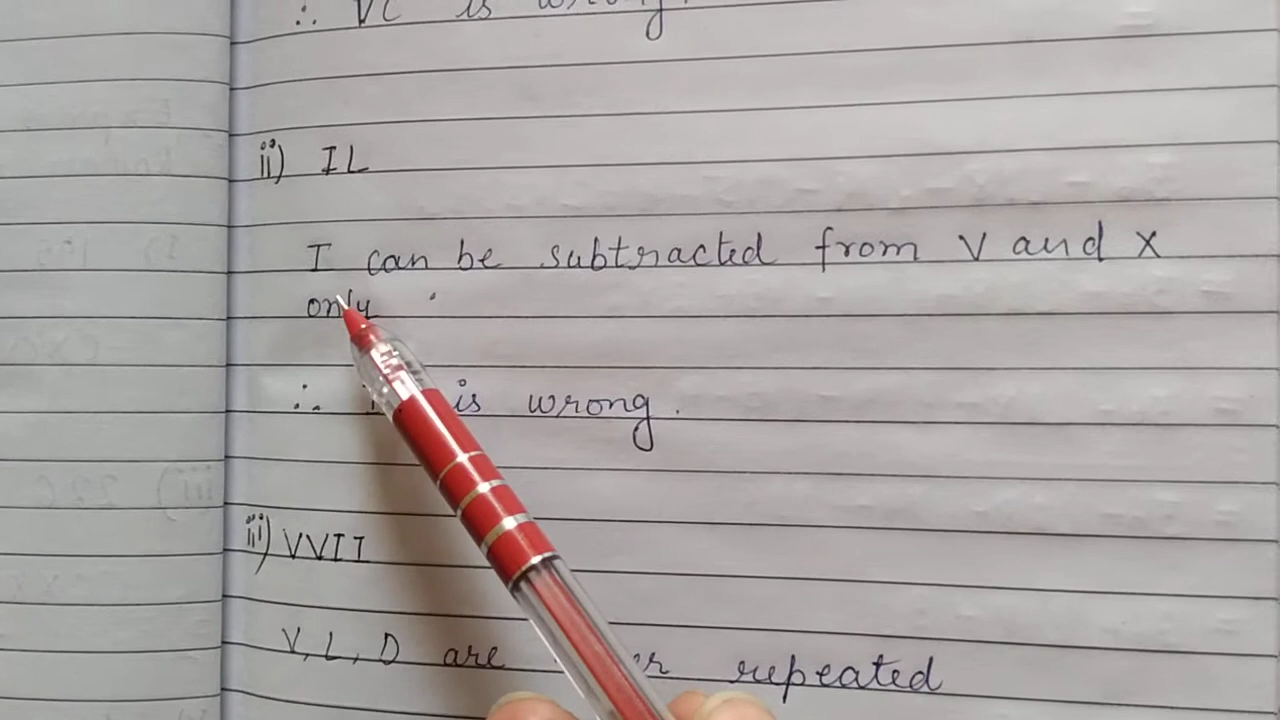 ∴ VC is wrong.
ii) IL
I can be subtracted from V and X
only.
∴ is wrong.
iii) VVII
V, L, D are repeated